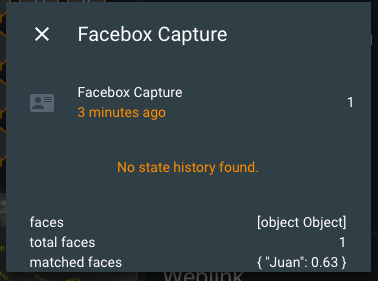 Facebox Capture
Facebox Capture
1
3 minutes ago
No state history found.
faces [object Object]
total faces 1
matched faces { "Juan": 0.63 }
Weblink